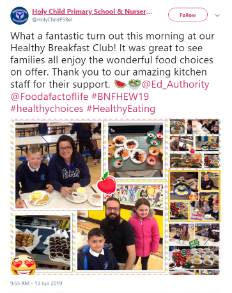 Holy Child Primary School & Nurser...
Follow
What a fantastic turn out this morning at our
Healthy Breakfast Club! It was great to see
families all enjoy the wonderful food choices
on offer. Thank you to our amazing kitchen
staff for their support. 🍉🥗@Ed_Authority
@Foodafactoflife #BNFHEW19
#healthychoices #HealthyEating
9:55 AM - 13 Jun 2019